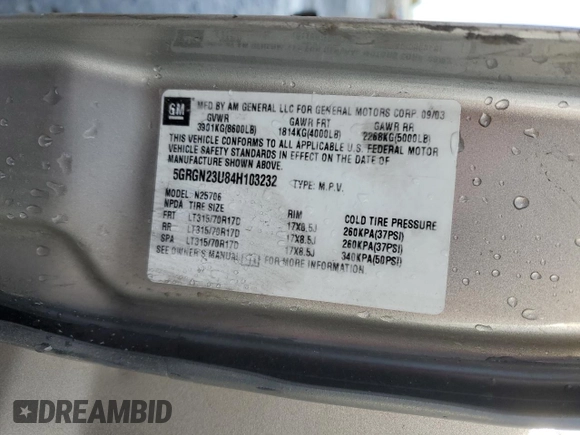 GM
MFD BY AM GENERAL LLC FOR GENERAL MOTORS CORP. 09/03
GVWR GAWR FRT GAWR RR
3901KG(8600LB) 1814KG(4000LB) 2268KG(5000LB)
THIS VEHICLE CONFORMS TO ALL APPLICABLE U.S. FEDERAL MOTOR
VEHICLE SAFETY STANDARDS IN EFFECT ON THE DATE OF
MANUFACTURE SHOWN ABOVE.
5GRGN23U84H103232 TYPE: M.P.V.
MODEL: N25706
NPDA TIRE SIZE RIM COLD TIRE PRESSURE
FRT LT315/70R17D 17X8.5J 260KPA(37PSI)
RR LT315/70R17D 17X8.5J 260KPA(37PSI)
SPA LT315/70R17D 17X8.5J 340KPA(50PSI)
SEE OWNER'S MANUAL FOR MORE INFORMATION
DREAMBID